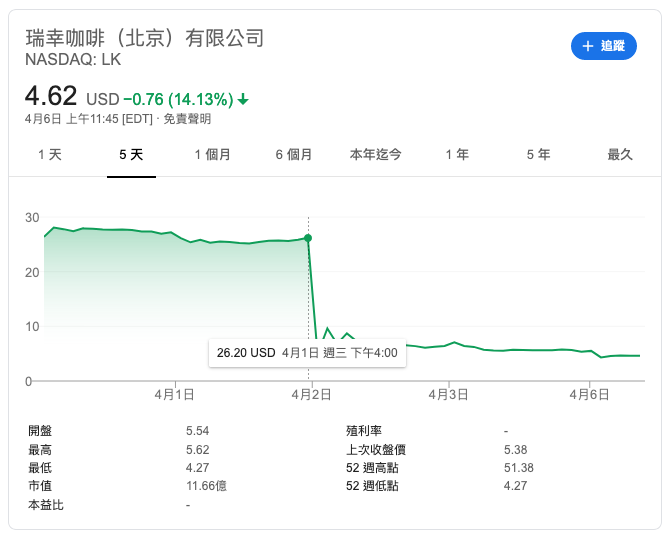 瑞幸咖啡（北京）有限公司
NASDAQ: LK
+ 追蹤
4.62 USD −0.76 (14.13%)
4月6日 上午11:45 [EDT] · 免責聲明
1 天 5 天 1 個月 6 個月 本年迄今 1 年 5 年 最久
30
20
10
0
26.20 USD 4月1日 週三 下午4:00
4月1日 4月2日 4月3日 4月6日
開盤 5.54 殖利率 -
最高 5.62 上次收盤價 5.38
最低 4.27 52 週高點 51.38
市值 11.66億 52 週低點 4.27
本益比 -